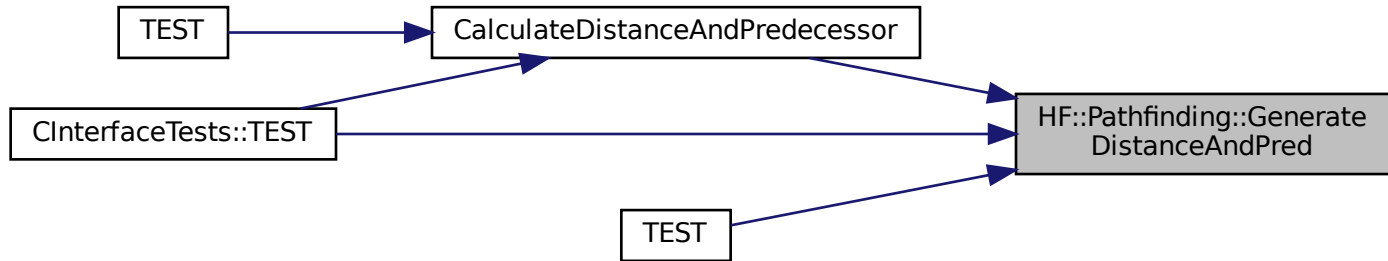 TEST
CalculateDistanceAndPredecessor
CInterfaceTests::TEST
HF::Pathfinding::Generate
DistanceAndPred
TEST